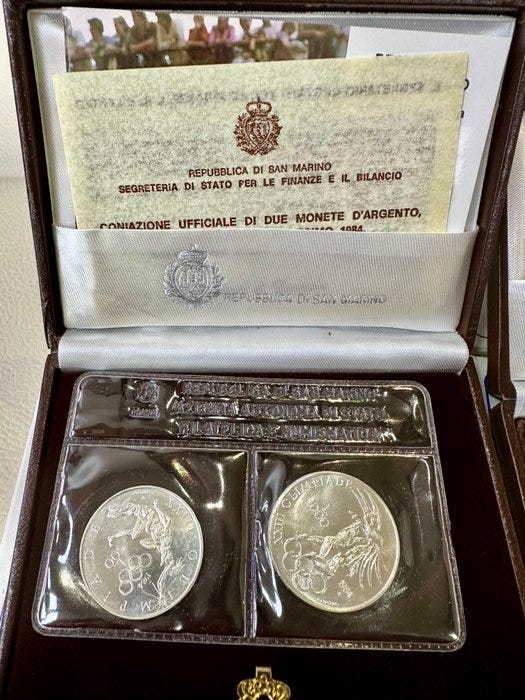 REPUBBLICA DI SAN MARINO
SEGRETERIA DI STATO PER LE FINANZE E IL BILANCIO
CONIAZIONE UFFICIALE DI DUE MONETE D'ARGENTO,
1984
REPUBBLICA DI SAN MARINO
REPUBBLICA DI SAN MARINO
AZIENDA AUTONOMA DI STATO
FILATELICA E NUMISMATICA
OLIMPIADE
XXIII OLIMPIADE